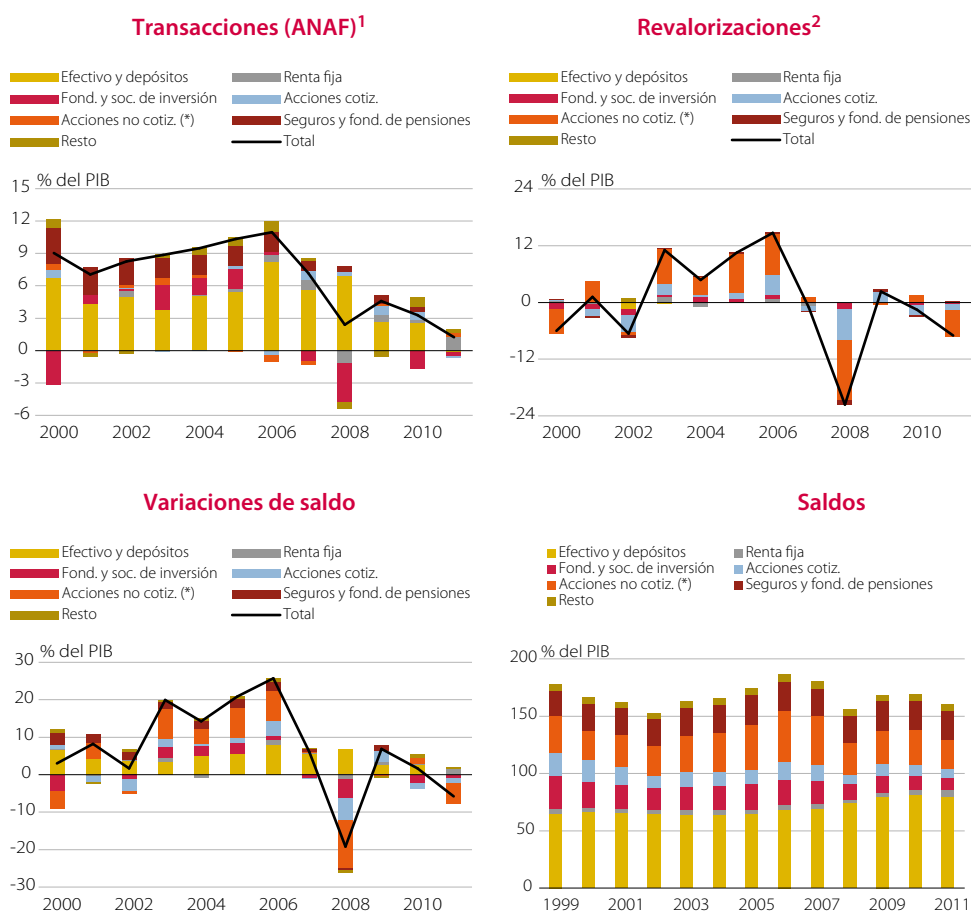 Transacciones (ANAF)1
Efectivo y depósitos
Renta fija
Fond. y soc. de inversión
Acciones cotiz.
Acciones no cotiz. (*)
Seguros y fond. de pensiones
Resto
Total
% del PIB
15
12
9
6
3
0
-3
-6
2000 2002 2004 2006 2008 2010
Revalorizaciones2
Efectivo y depósitos
Renta fija
Fond. y soc. de inversión
Acciones cotiz.
Acciones no cotiz. (*)
Seguros y fond. de pensiones
Resto
Total
% del PIB
24
12
0
-12
-24
2000 2002 2004 2006 2008 2010
Variaciones de saldo
Efectivo y depósitos
Renta fija
Fond. y soc. de inversión
Acciones cotiz.
Acciones no cotiz. (*)
Seguros y fond. de pensiones
Resto
Total
% del PIB
30
20
10
0
-10
-20
-30
2000 2002 2004 2006 2008 2010
Saldos
Efectivo y depósitos
Renta fija
Fond. y soc. de inversión
Acciones cotiz.
Acciones no cotiz. (*)
Seguros y fond. de pensiones
Resto
% del PIB
200
150
100
50
0
1999 2001 2003 2005 2007 2009 2011